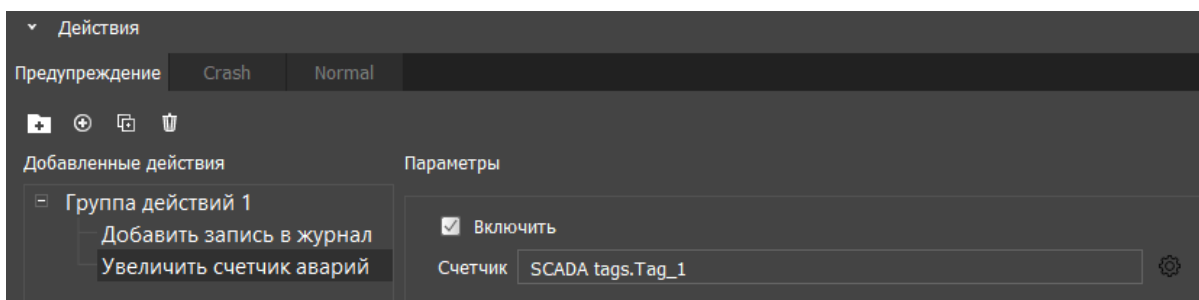 Действия
Предупреждение Crash Normal
Добавленные действия Параметры
Группа действий 1
Добавить запись в журнал
Увеличить счетчик аварий
Включить
Счетчик SCADA tags.Tag_1